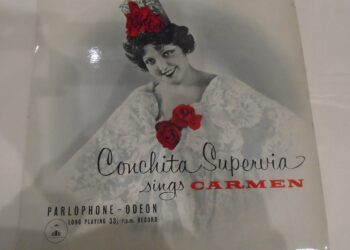 Conchita Supervia
sings CARMEN
PARLOPHONE - ODEON
LONG PLAYING 33⅓ r.p.m. RECORD